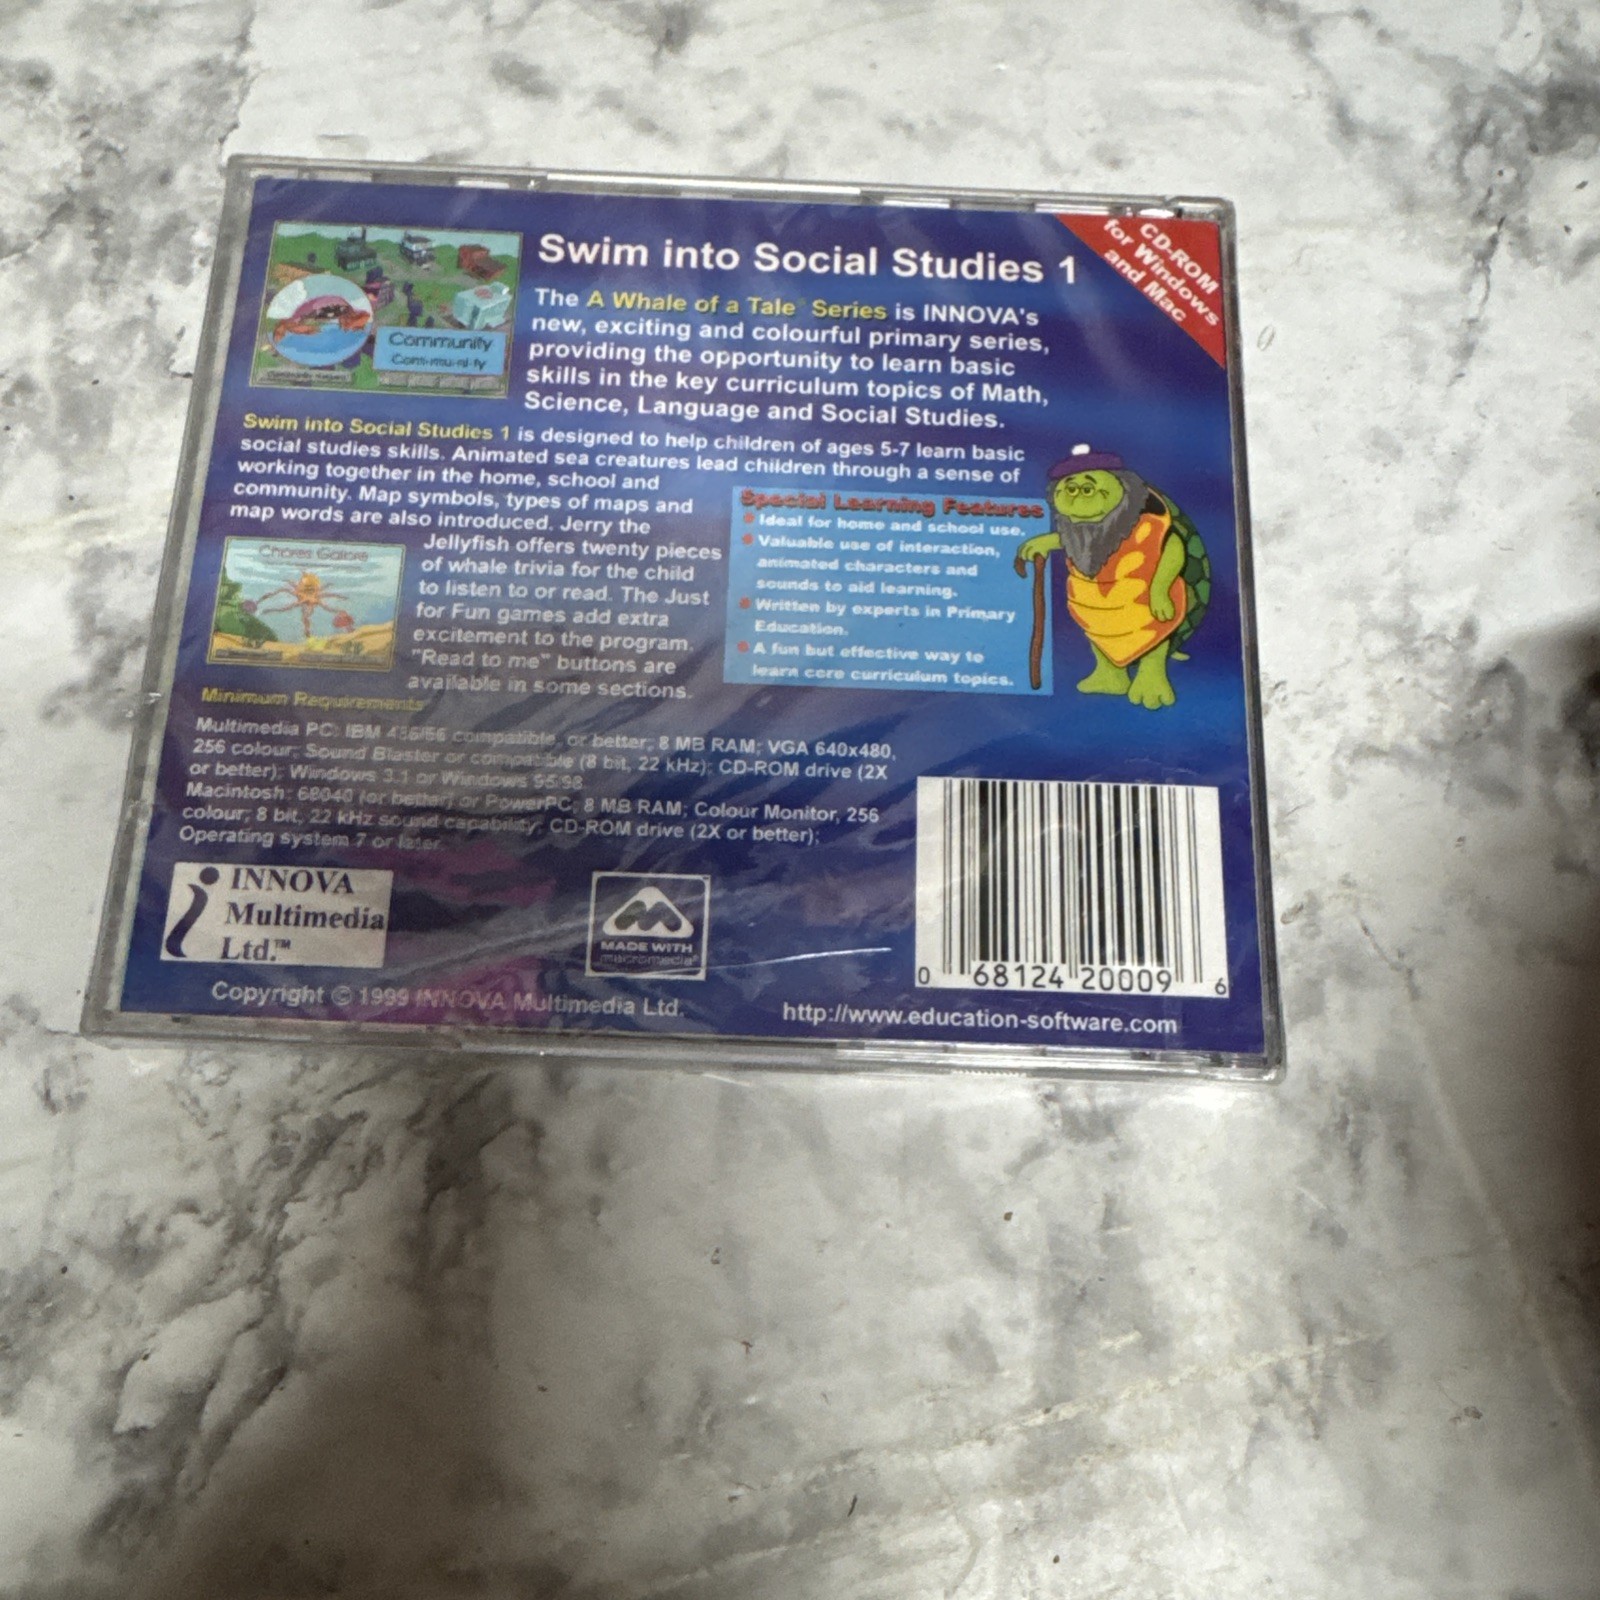 CD-ROM
for Windows
and Mac
Swim into Social Studies 1
The A Whale of a Tale Series is INNOVA's
new, exciting and colourful primary series,
providing the opportunity to learn basic
skills in the key curriculum topics of Math,
Science, Language and Social Studies.
Community
Com-mu-ni-ty
Swim into Social Studies 1 is designed to help children of ages 5-7 learn basic
social studies skills. Animated sea creatures lead children through a sense of
working together in the home, school and
community. Map symbols, types of maps and
map words are also introduced. Jerry the
Jellyfish offers twenty pieces
of whale trivia for the child
to listen to or read. The Just
for Fun games add extra
excitement to the program.
"Read to me" buttons are
available in some sections.
Chores Galore
Special Learning Features
Ideal for home and school use.
Valuable use of interaction,
animated characters and
sounds to aid learning.
Written by experts in Primary
Education.
A fun but effective way to
learn core curriculum topics.
Minimum Requirements
Multimedia PC: IBM 486/66 compatible, or better; 8 MB RAM; VGA 640x480,
256 colour; Sound Blaster or compatible (8 bit, 22 kHz); CD-ROM drive (2X
or better); Windows 3.1 or Windows 95/98.
Macintosh: 68040 (or better) or PowerPC; 8 MB RAM; Colour Monitor, 256
colour; 8 bit, 22 kHz sound capability; CD-ROM drive (2X or better);
Operating system 7 or later.
INNOVA
Multimedia
Ltd.™
MADE WITH
macromedia®
0 68124 20009 6
Copyright © 1999 INNOVA Multimedia Ltd.
http://www.education-software.com